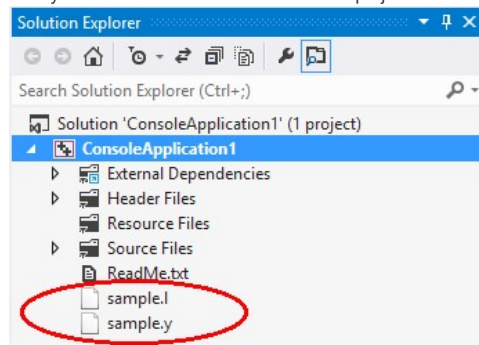 Solution Explorer
Search Solution Explorer (Ctrl+;)
Solution 'ConsoleApplication1' (1 project)
ConsoleApplication1
External Dependencies
Header Files
Resource Files
Source Files
ReadMe.txt
sample.l
sample.y